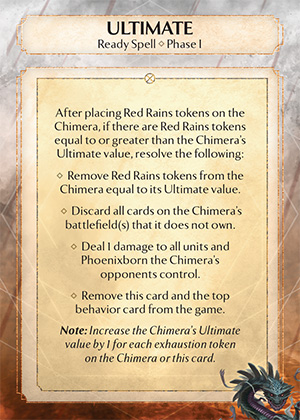 ULTIMATE
Ready Spell ⋄ Phase I
After placing Red Rains tokens on the
Chimera, if there are Red Rains tokens
equal to or greater than the Chimera's
Ultimate value, resolve the following:
⋄ Remove Red Rains tokens from the
Chimera equal to its Ultimate value.
⋄ Discard all cards on the Chimera's
battlefield(s) that it does not own.
⋄ Deal 1 damage to all units and
Phoenixborn the Chimera's
opponents control.
⋄ Remove this card and the top
behavior card from the game.
Note: Increase the Chimera's Ultimate
value by 1 for each exhaustion token
on the Chimera or this card.